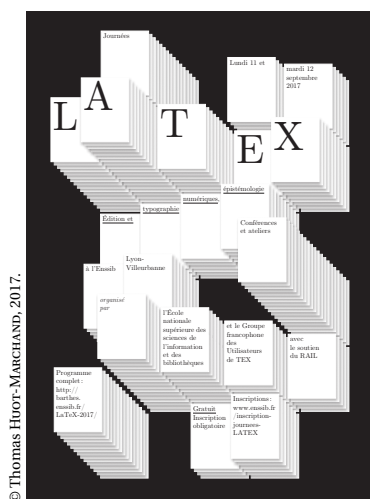 Journées
Lundi 11 et
mardi 12
septembre
2017
L
A
T
E
X
Édition et
typographie
numériques,
épistémologie
Conférences
et ateliers
à l'Enssib
Lyon-
Villeurbanne
organisé
par
l'École
nationale
supérieure des
sciences de
l'information
et des
bibliothèques
et le Groupe
francophone
des
Utilisateurs
de TEX
avec
le soutien
du RAIL
Programme
complet :
http://
barthes.
enssib.fr/
LaTeX-2017/
Gratuit
Inscription
obligatoire
Inscriptions :
www.enssib.fr
/inscription-
journees-
LATEX
© Thomas Huot-Marchand, 2017.